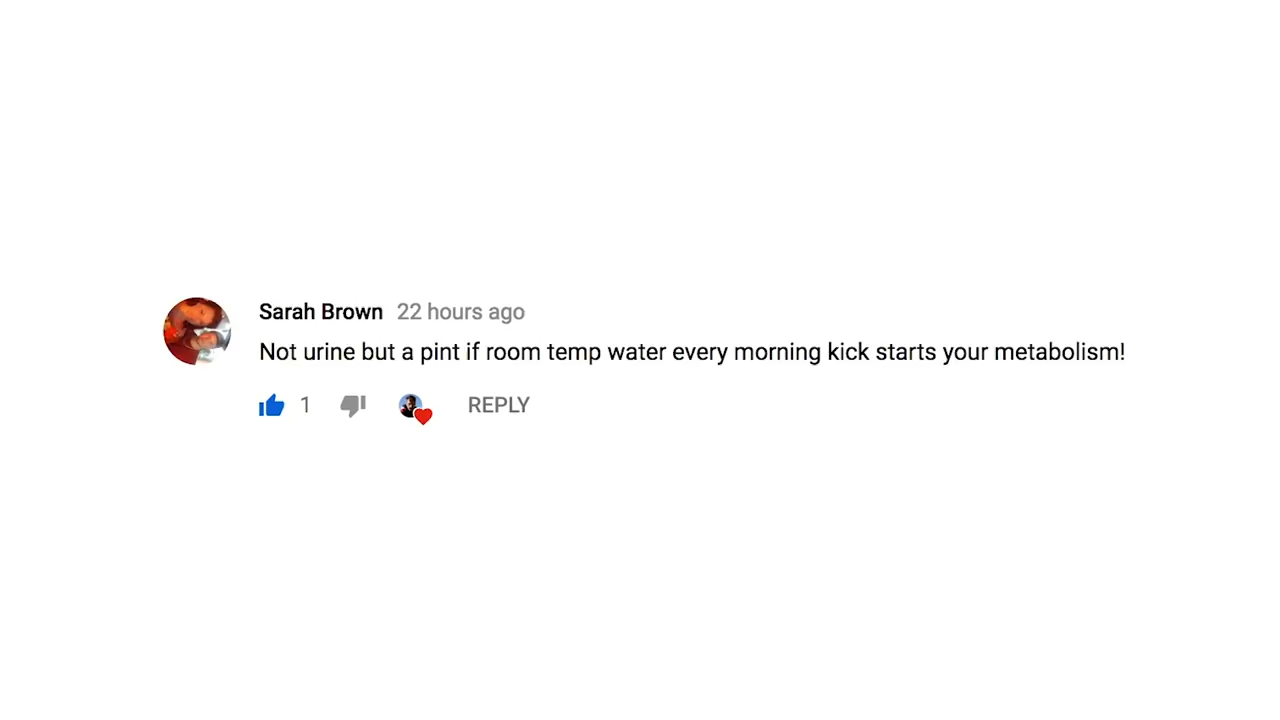 Sarah Brown 22 hours ago
Not urine but a pint if room temp water every morning kick starts your metabolism!
1 REPLY